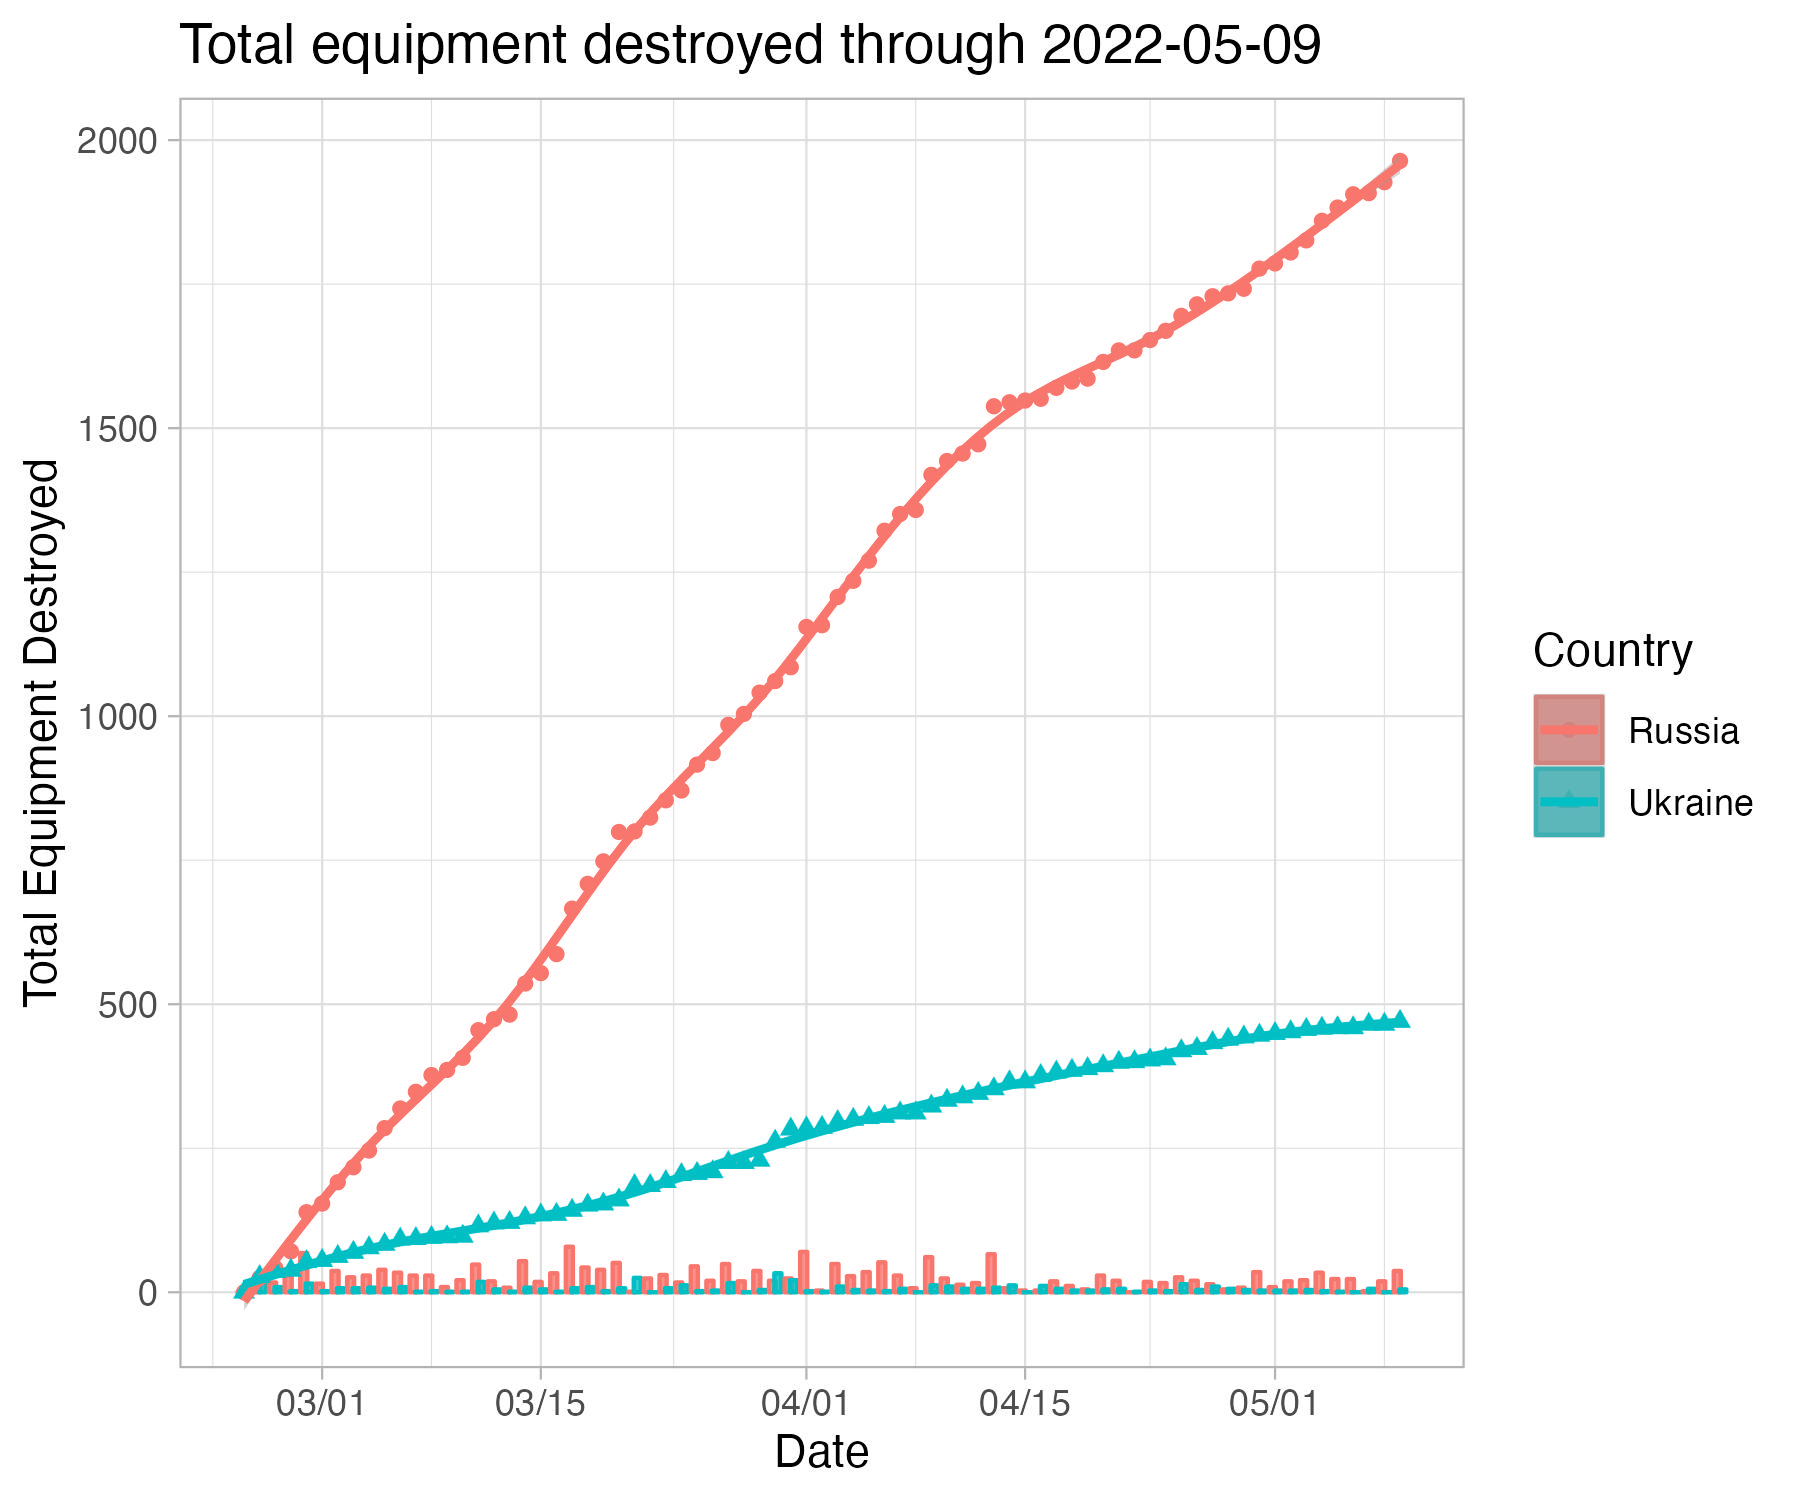 Total equipment destroyed through 2022-05-09
Total Equipment Destroyed
2000
1500
1000
500
0
03/01
03/15
04/01
04/15
05/01
Date
Country
Russia
Ukraine